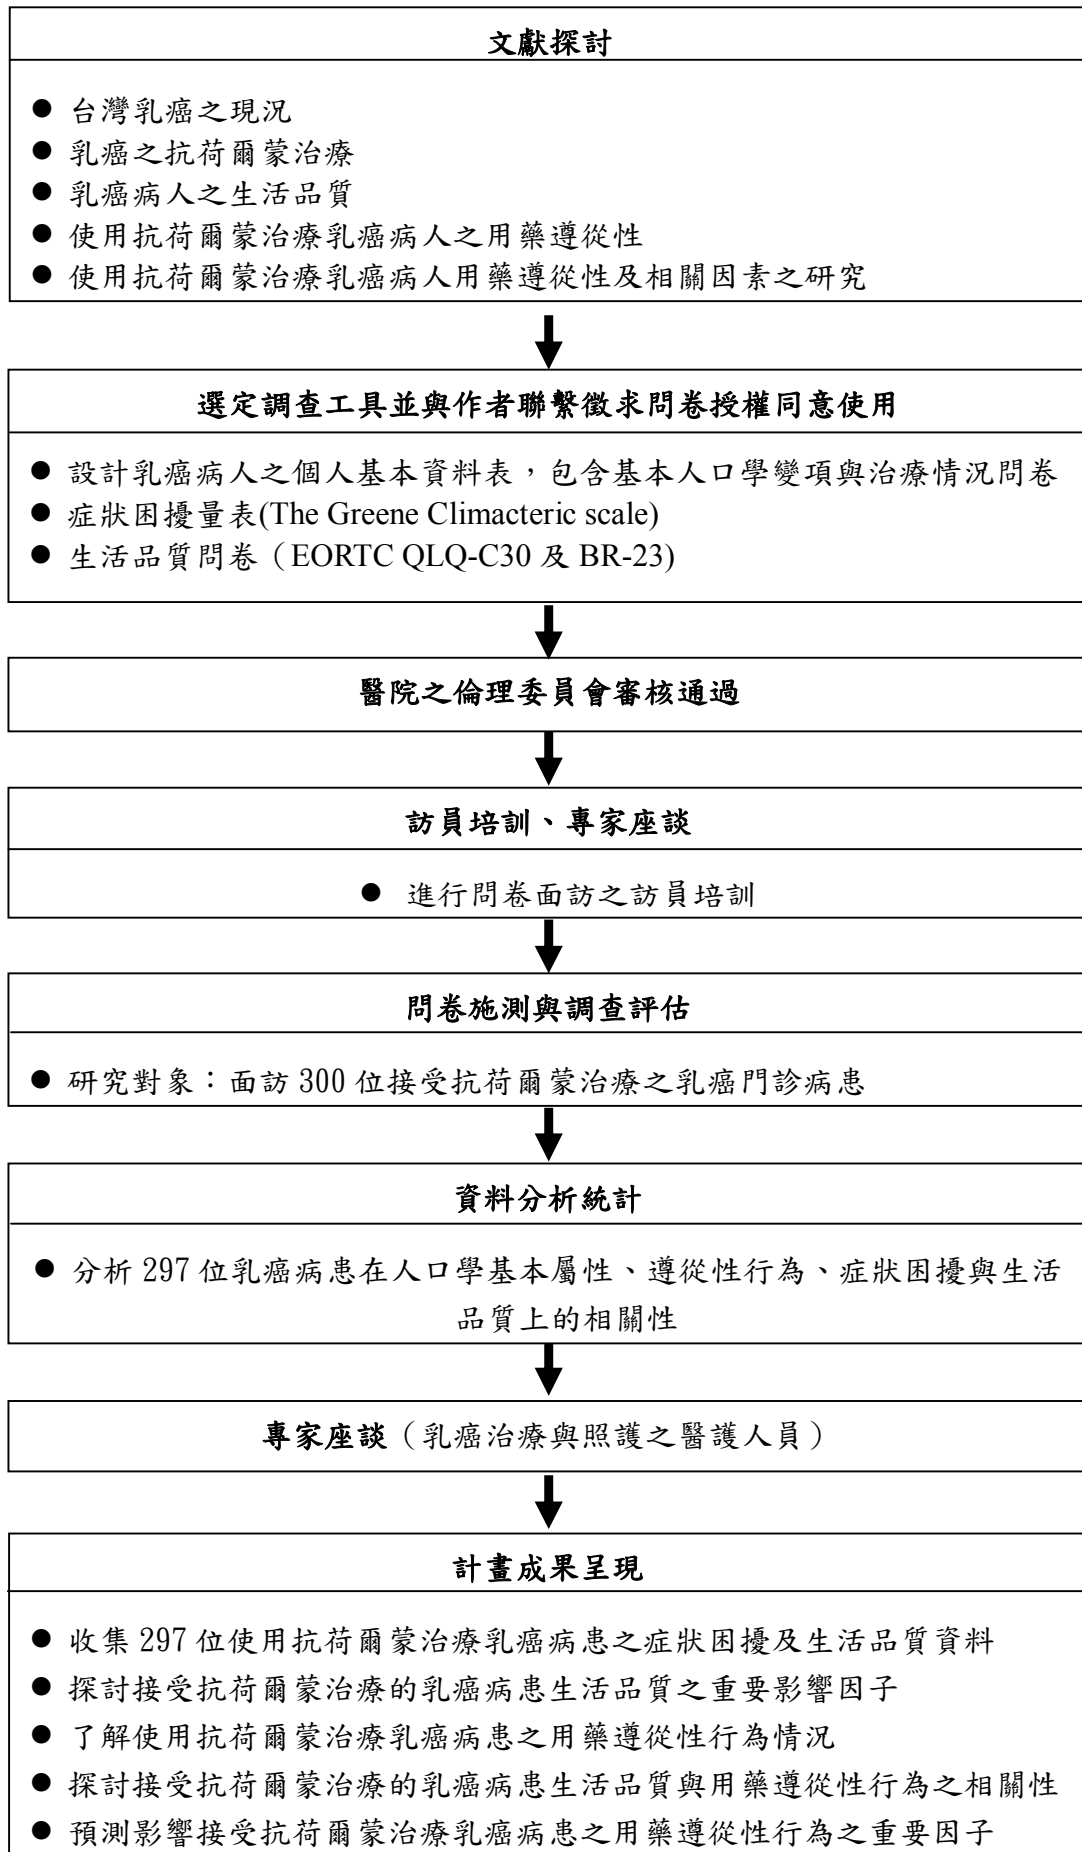 文獻探討
● 台灣乳癌之現況
● 乳癌之抗荷爾蒙治療
● 乳癌病人之生活品質
● 使用抗荷爾蒙治療乳癌病人之用藥遵從性
● 使用抗荷爾蒙治療乳癌病人用藥遵從性及相關因素之研究
選定調查工具並與作者聯繫徵求問卷授權同意使用
● 設計乳癌病人之個人基本資料表，包含基本人口學變項與治療情況問卷
● 症狀困擾量表(The Greene Climacteric scale)
● 生活品質問卷（EORTC QLQ-C30 及 BR-23)
醫院之倫理委員會審核通過
訪員培訓、專家座談
● 進行問卷面訪之訪員培訓
問卷施測與調查評估
● 研究對象：面訪 300 位接受抗荷爾蒙治療之乳癌門診病患
資料分析統計
● 分析 297 位乳癌病患在人口學基本屬性、遵從性行為、症狀困擾與生活
品質上的相關性
專家座談（乳癌治療與照護之醫護人員）
計畫成果呈現
● 收集 297 位使用抗荷爾蒙治療乳癌病患之症狀困擾及生活品質資料
● 探討接受抗荷爾蒙治療的乳癌病患生活品質之重要影響因子
● 了解使用抗荷爾蒙治療乳癌病患之用藥遵從性行為情況
● 探討接受抗荷爾蒙治療的乳癌病患生活品質與用藥遵從性行為之相關性
● 預測影響接受抗荷爾蒙治療乳癌病患之用藥遵從性行為之重要因子